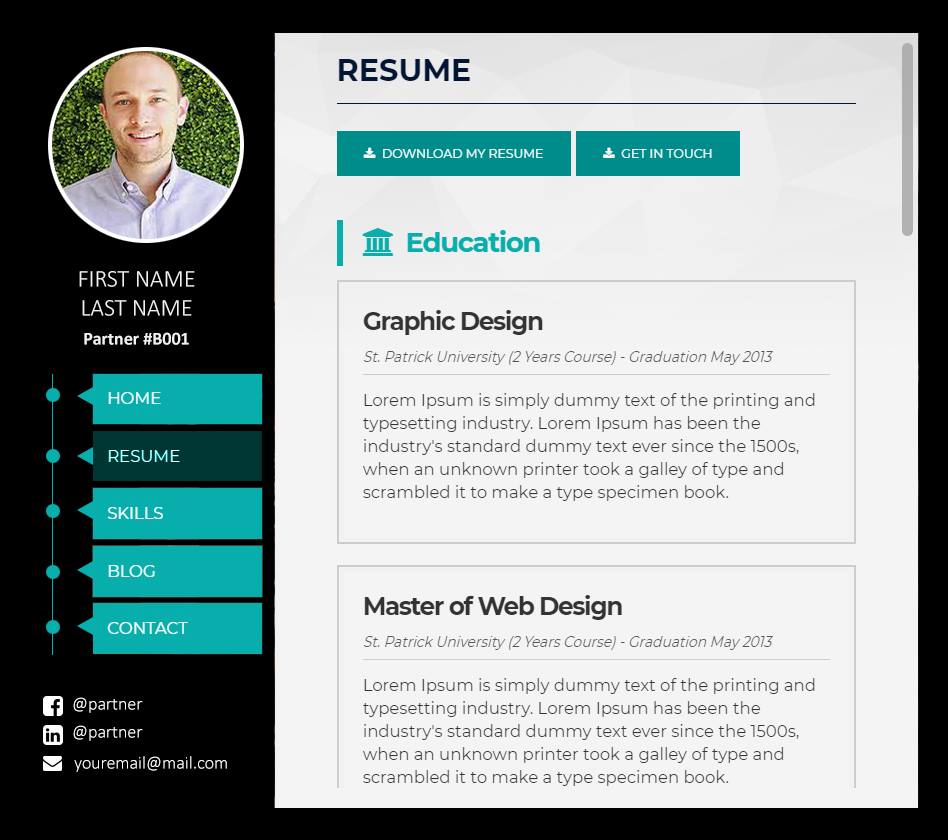 FIRST NAME
LAST NAME
Partner #B001
HOME
RESUME
SKILLS
BLOG
CONTACT
@partner
@partner
youremail@mail.com
RESUME
DOWNLOAD MY RESUME
GET IN TOUCH
Education
Graphic Design
St. Patrick University (2 Years Course) - Graduation May 2013
Lorem Ipsum is simply dummy text of the printing and
typesetting industry. Lorem Ipsum has been the
industry's standard dummy text ever since the 1500s,
when an unknown printer took a galley of type and
scrambled it to make a type specimen book.
Master of Web Design
St. Patrick University (2 Years Course) - Graduation May 2013
Lorem Ipsum is simply dummy text of the printing and
typesetting industry. Lorem Ipsum has been the
industry's standard dummy text ever since the 1500s,
when an unknown printer took a galley of type and
scrambled it to make a type specimen book.